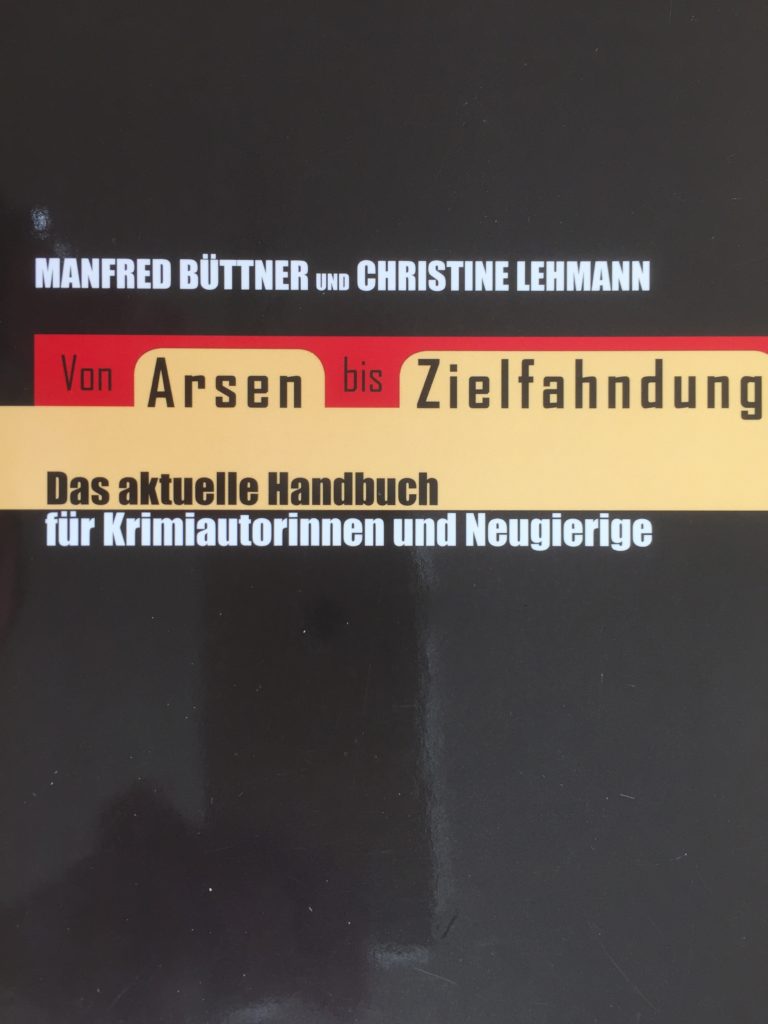 MANFRED BÜTTNER UND CHRISTINE LEHMANN
Von Arsen bis Zielfahndung
Das aktuelle Handbuch
für Krimiautorinnen und Neugierige